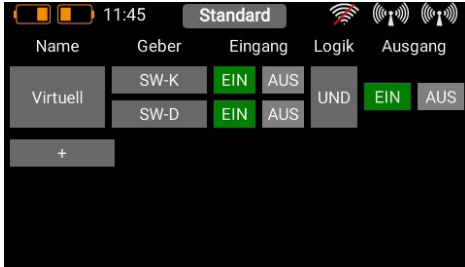 11:45 Standard
Name Geber Eingang Logik Ausgang
Virtuell SW-K EIN AUS UND EIN AUS
SW-D EIN AUS
+